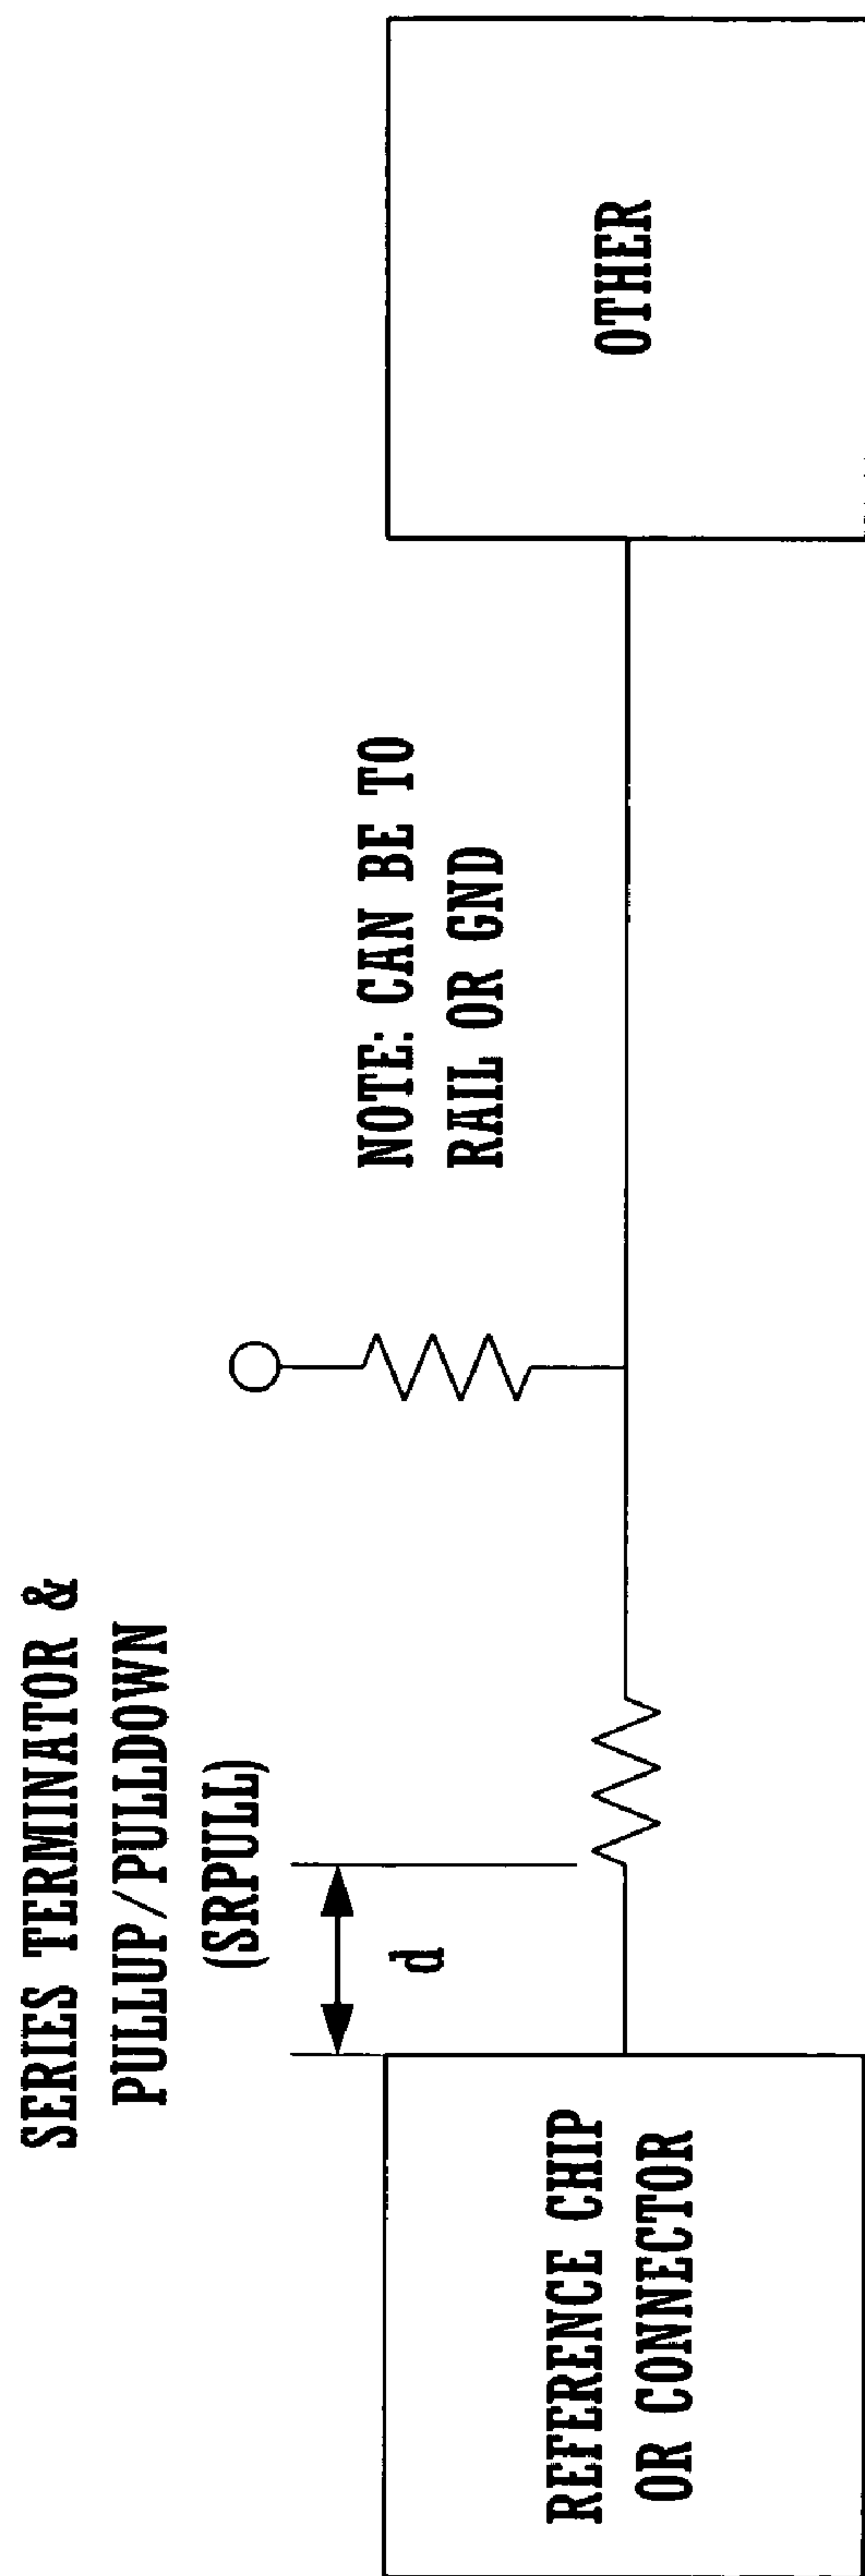 SERIES TERMINATOR &
PULLUP/PULLDOWN
(SRPULL)
d
NOTE: CAN BE TO
RAIL OR GND
REFERENCE CHIP
OR CONNECTOR
OTHER